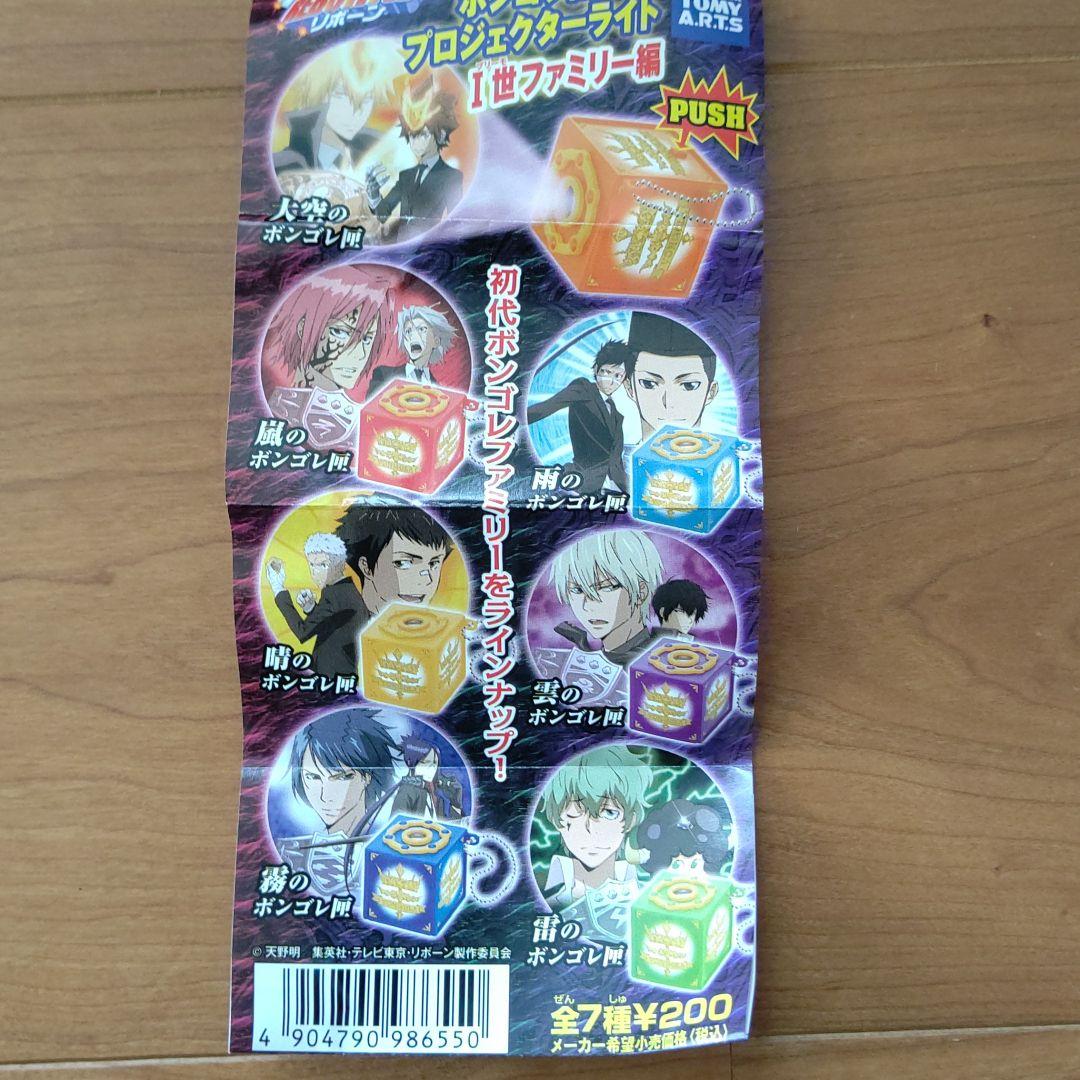 リボーン
プロジェクターライト
プリーモ
I世ファミリー編
TOMY
A.R.T.S
PUSH
大空の
ボンゴレ匣
初代ボンゴレファミリーをラインナップ!
嵐の
ボンゴレ匣
雨の
ボンゴレ匣
晴の
ボンゴレ匣
雲の
ボンゴレ匣
霧の
ボンゴレ匣
雷の
ボンゴレ匣
© 天野明 集英社・テレビ東京・リボーン製作委員会
4 904790 986550
ぜん しゅ
全7種¥200
メーカー希望小売価格(税込)